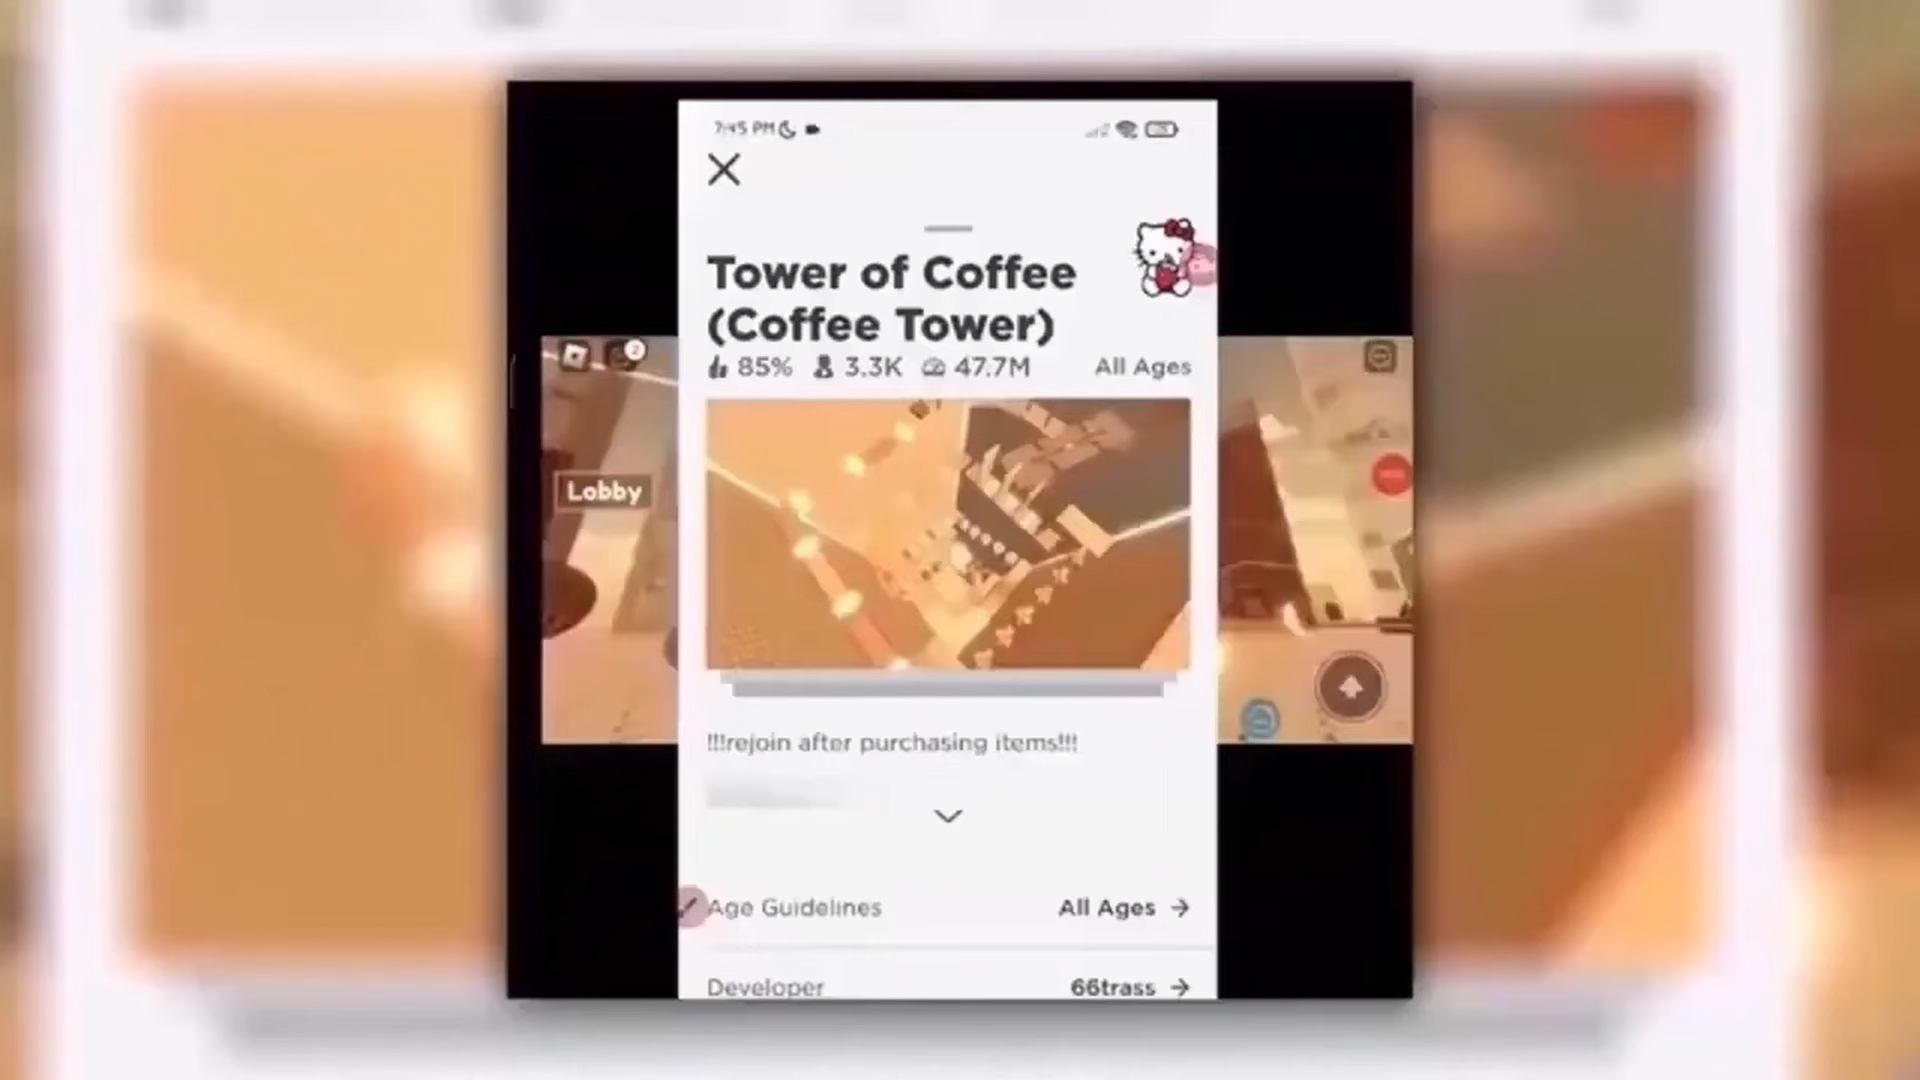 7:45 PM
Tower of Coffee
(Coffee Tower)
85% 3.3K 47.7M All Ages
2
Lobby
!!!rejoin after purchasing items!!!
Age Guidelines All Ages
Developer 66trass